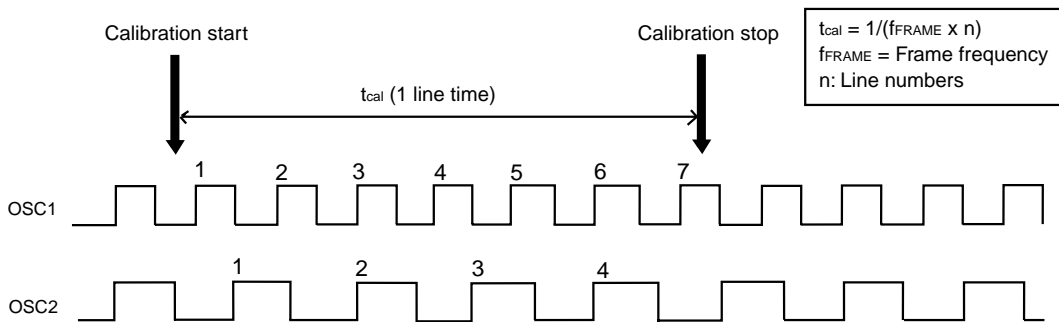 Calibration start
Calibration stop
tcal = 1/(fFRAME x n)
fFRAME = Frame frequency
n: Line numbers
tcal (1 line time)
1 2 3 4 5 6 7
OSC1
1 2 3 4
OSC2